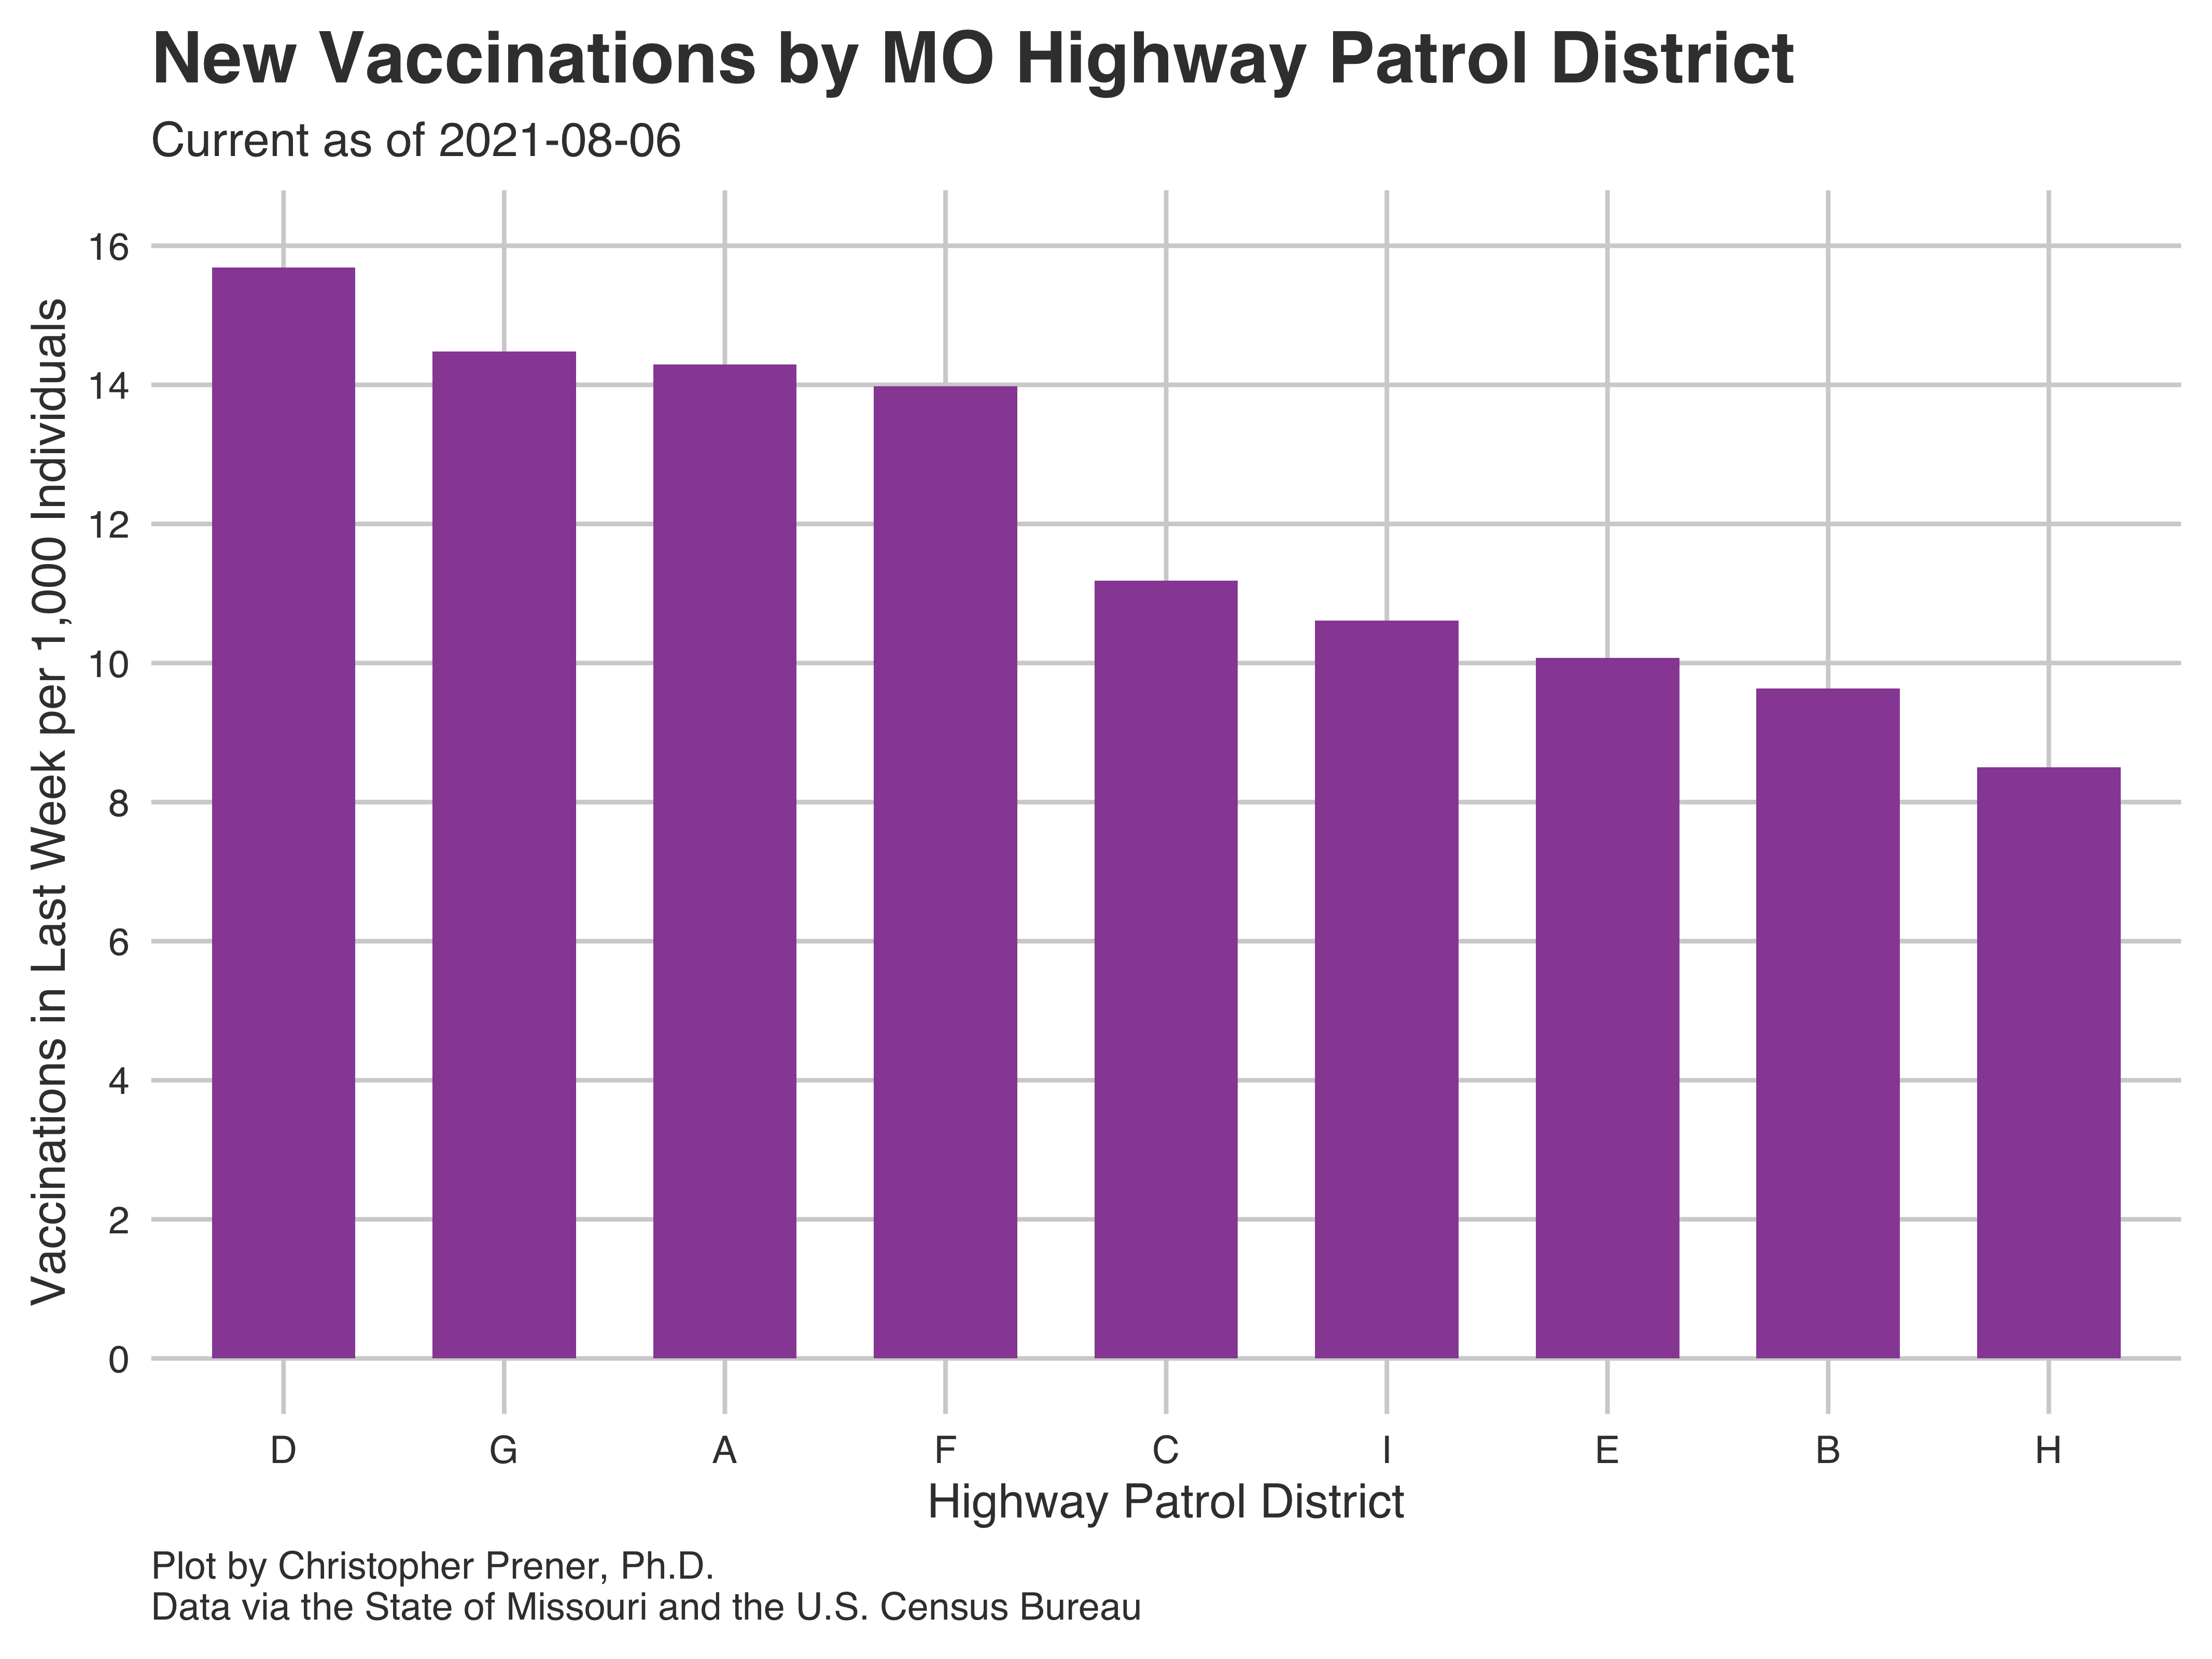 New Vaccinations by MO Highway Patrol District
Current as of 2021-08-06
Vaccinations in Last Week per 1,000 Individuals
16
14
12
10
8
6
4
2
0
D G A F C I E B H
Highway Patrol District
Plot by Christopher Prener, Ph.D.
Data via the State of Missouri and the U.S. Census Bureau